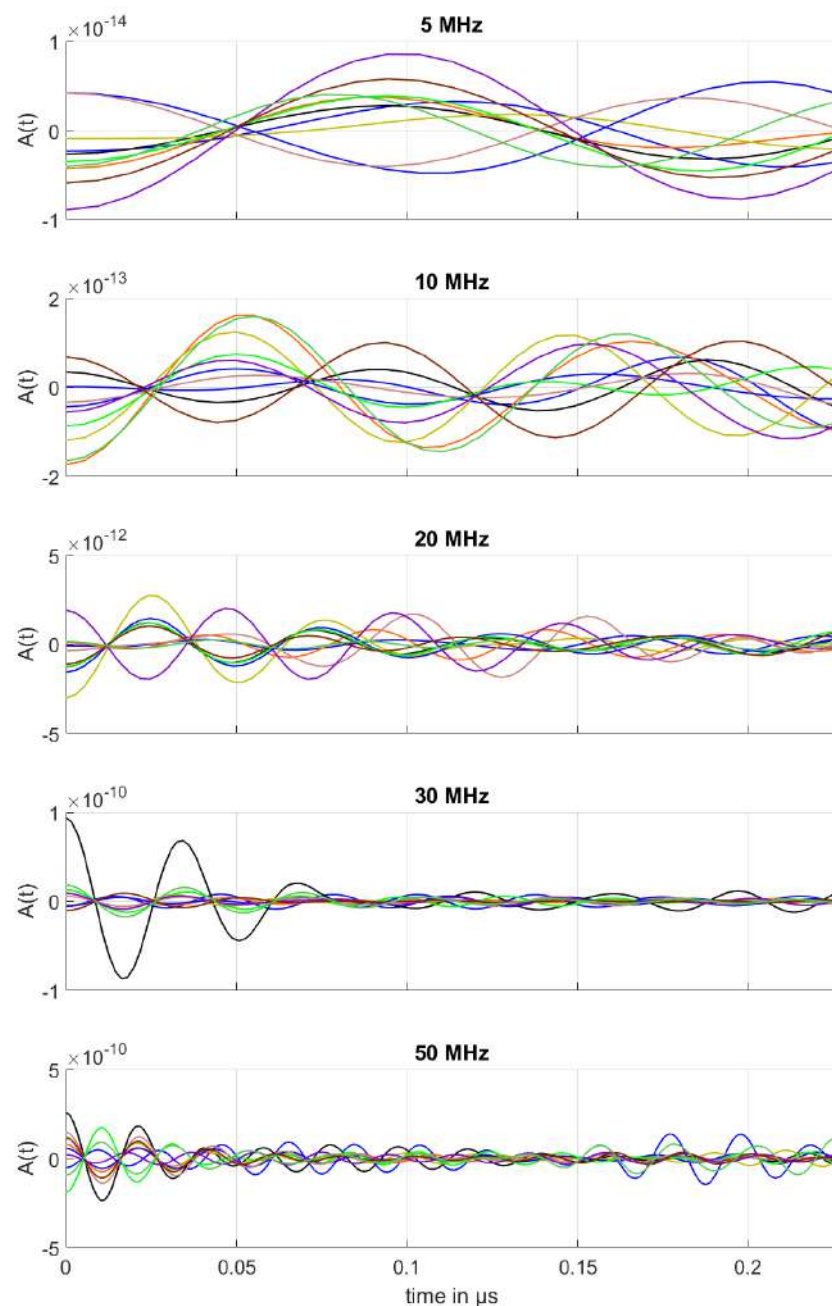 ×10⁻¹⁴
5 MHz
1
0
-1
A(t)
×10⁻¹³
10 MHz
2
0
-2
A(t)
×10⁻¹²
20 MHz
5
0
-5
A(t)
×10⁻¹⁰
30 MHz
1
0
-1
A(t)
×10⁻¹⁰
50 MHz
5
0
-5
A(t)
0 0.05 0.1 0.15 0.2
time in µs